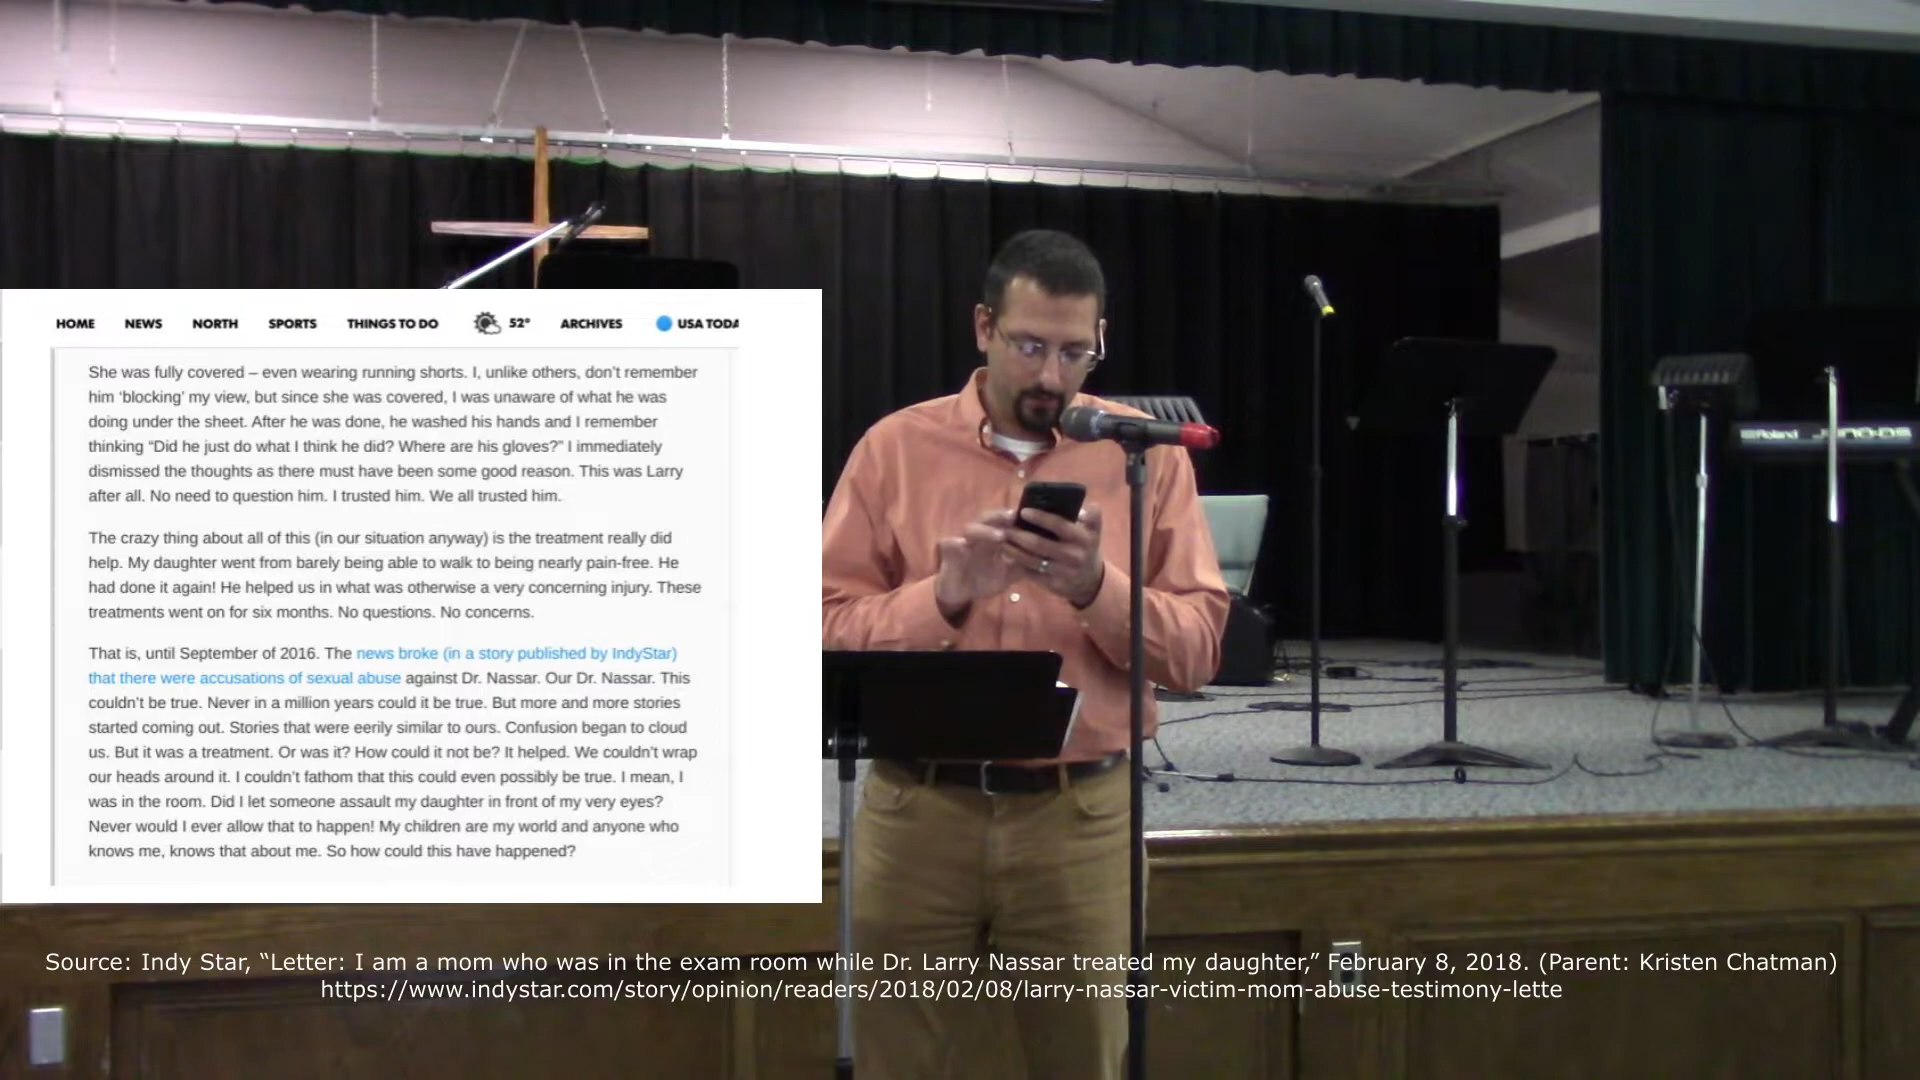 HOME NEWS NORTH SPORTS THINGS TO DO 52° ARCHIVES USA TODA
She was fully covered – even wearing running shorts. I, unlike others, don’t remember
him ‘blocking’ my view, but since she was covered, I was unaware of what he was
doing under the sheet. After he was done, he washed his hands and I remember
thinking “Did he just do what I think he did? Where are his gloves?” I immediately
dismissed the thoughts as there must have been some good reason. This was Larry
after all. No need to question him. I trusted him. We all trusted him.
The crazy thing about all of this (in our situation anyway) is the treatment really did
help. My daughter went from barely being able to walk to being nearly pain-free. He
had done it again! He helped us in what was otherwise a very concerning injury. These
treatments went on for six months. No questions. No concerns.
That is, until September of 2016. The news broke (in a story published by IndyStar)
that there were accusations of sexual abuse against Dr. Nassar. Our Dr. Nassar. This
couldn’t be true. Never in a million years could it be true. But more and more stories
started coming out. Stories that were eerily similar to ours. Confusion began to cloud
us. But it was a treatment. Or was it? How could it not be? It helped. We couldn’t wrap
our heads around it. I couldn’t fathom that this could even possibly be true. I mean, I
was in the room. Did I let someone assault my daughter in front of my very eyes?
Never would I ever allow that to happen! My children are my world and anyone who
knows me, knows that about me. So how could this have happened?
Roland JUNO-DS
Source: Indy Star, “Letter: I am a mom who was in the exam room while Dr. Larry Nassar treated my daughter,” February 8, 2018. (Parent: Kristen Chatman)
https://www.indystar.com/story/opinion/readers/2018/02/08/larry-nassar-victim-mom-abuse-testimony-lette